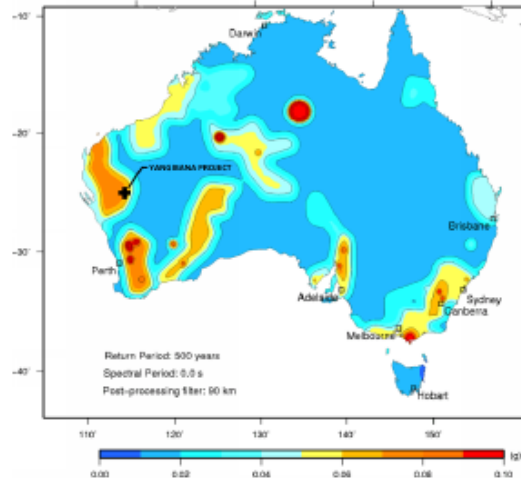 -10°
Darwin
-20°
YANGIBANA PROJECT
Brisbane
-30°
Perth
Adelaide
Sydney
Canberra
Melbourne
Return Period: 500 years
Spectral Period: 0.0 s
Post-processing filter: 90 km
-40°
Hobart
110° 120° 130° 140° 150°
(g)
0.00 0.02 0.04 0.06 0.08 0.10